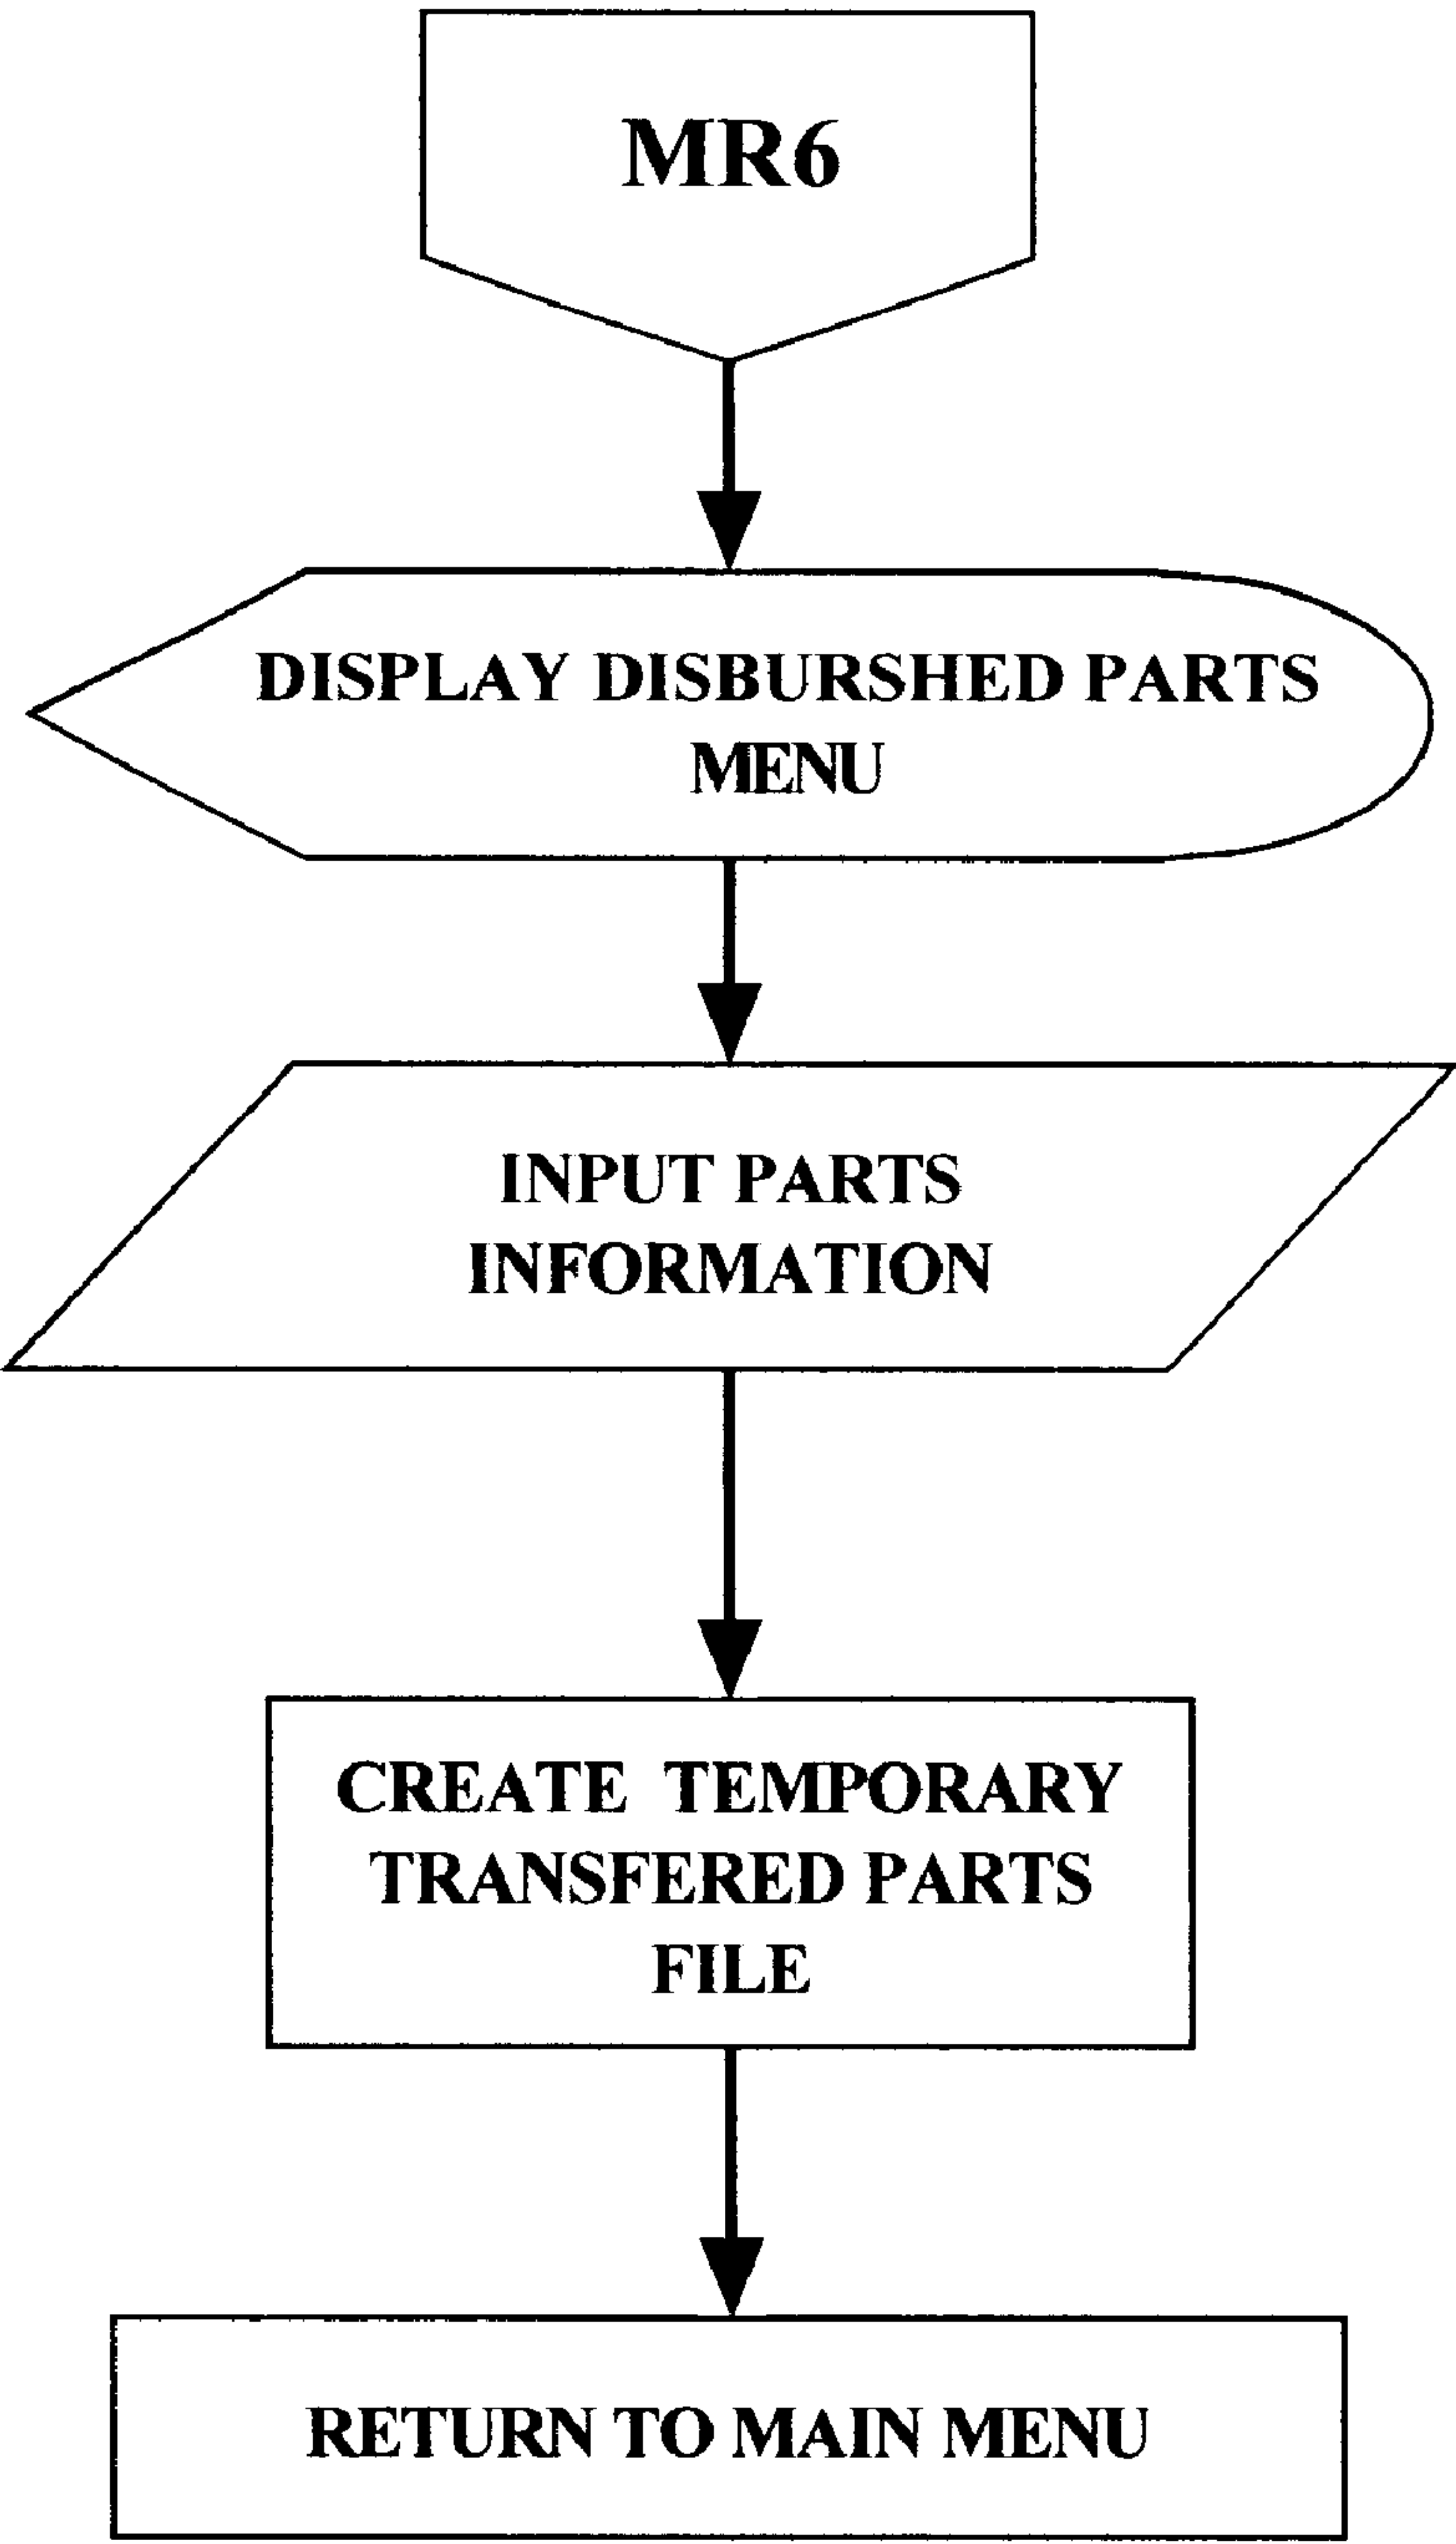 MR6
DISPLAY DISBURSHED PARTS
MENU
INPUT PARTS
INFORMATION
CREATE TEMPORARY
TRANSFERED PARTS
FILE
RETURN TO MAIN MENU